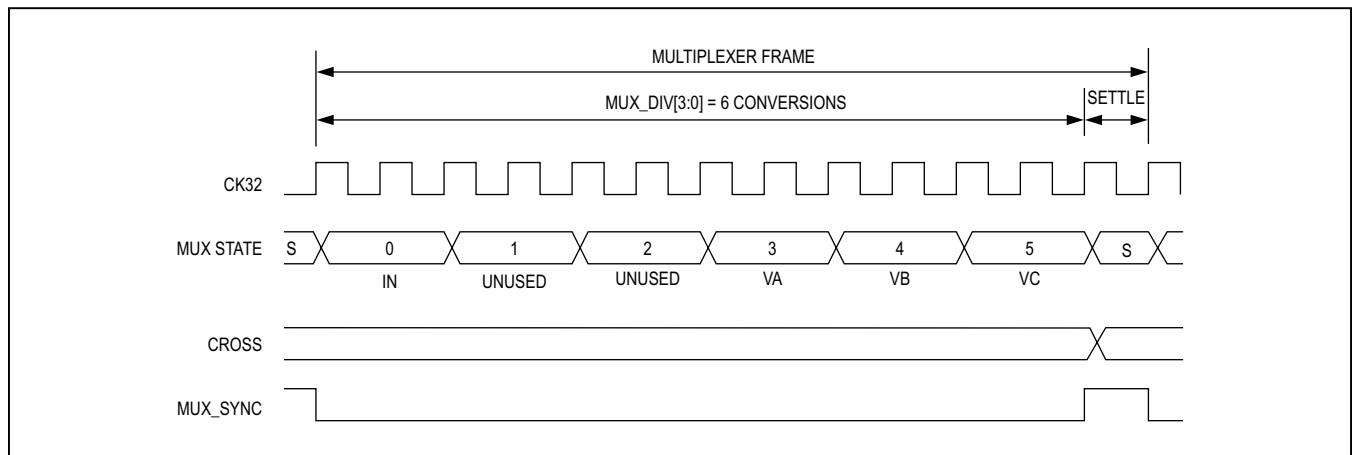 MULTIPLEXER FRAME
MUX_DIV[3:0] = 6 CONVERSIONS
SETTLE
CK32
MUX STATE S 0 1 2 3 4 5 S
IN UNUSED UNUSED VA VB VC
CROSS
MUX_SYNC